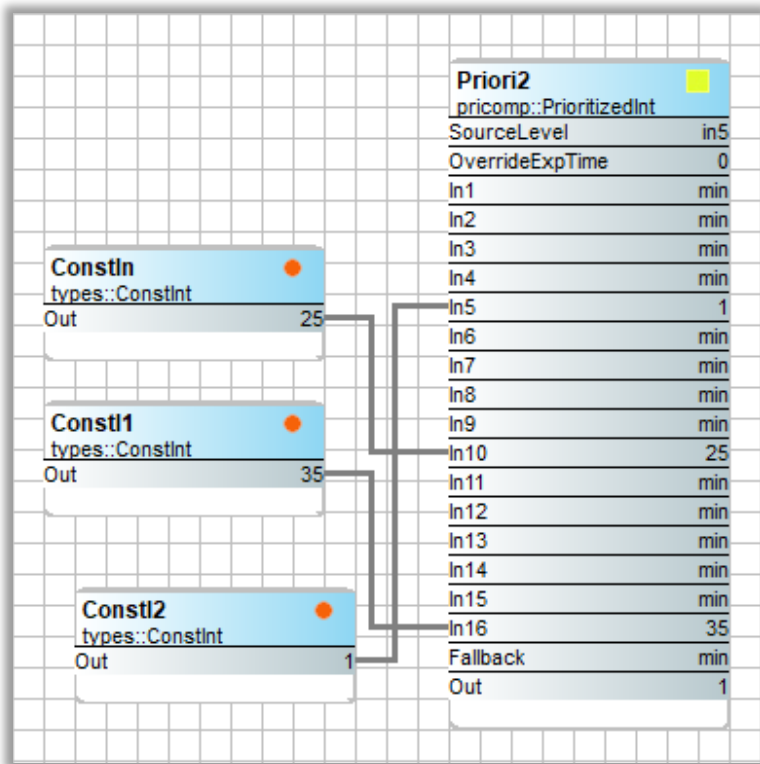 Priori2
pricomp::PrioritizedInt
SourceLevel in5
OverrideExpTime 0
In1 min
In2 min
In3 min
In4 min
In5 1
In6 min
In7 min
In8 min
In9 min
In10 25
In11 min
In12 min
In13 min
In14 min
In15 min
In16 35
Fallback min
Out 1
ConstIn
types::ConstInt
Out 25
ConstI1
types::ConstInt
Out 35
ConstI2
types::ConstInt
Out 1